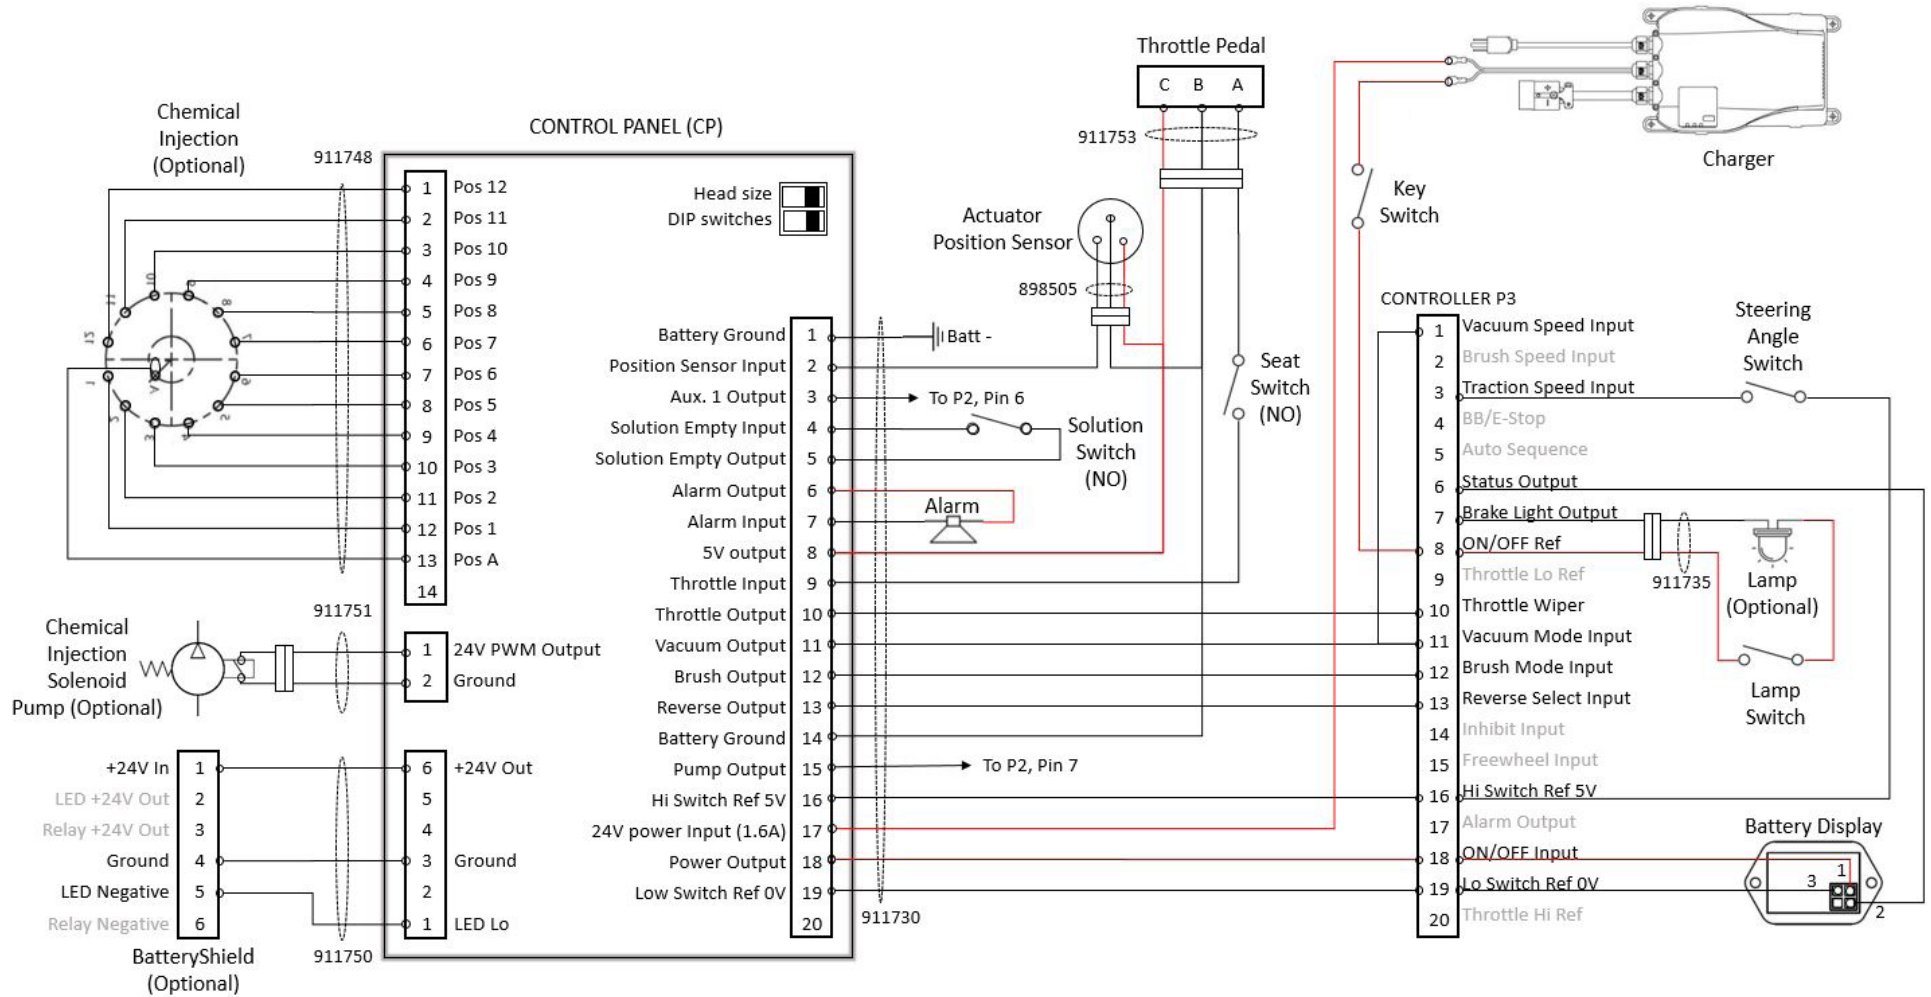 Throttle Pedal
C B A
911753
Charger
Key
Switch
Chemical
Injection
(Optional)
911748
CONTROL PANEL (CP)
Head size
DIP switches
1 Pos 12
2 Pos 11
3 Pos 10
4 Pos 9
5 Pos 8
6 Pos 7
7 Pos 6
8 Pos 5
9 Pos 4
10 Pos 3
11 Pos 2
12 Pos 1
13 Pos A
14
12
11
10
9
8
7
6
5
4
3
2
1
A
Actuator
Position Sensor
898505
Battery Ground 1
Batt -
Position Sensor Input 2
Aux. 1 Output 3
To P2, Pin 6
Solution Empty Input 4
Solution Empty Output 5
Solution
Switch
(NO)
Alarm Output 6
Alarm Input 7
Alarm
5V output 8
Throttle Input 9
Throttle Output 10
Vacuum Output 11
Brush Output 12
Reverse Output 13
Battery Ground 14
Pump Output 15
To P2, Pin 7
Hi Switch Ref 5V 16
24V power Input (1.6A) 17
Power Output 18
Low Switch Ref 0V 19
20
911730
Seat
Switch
(NO)
911751
Chemical
Injection
Solenoid
Pump (Optional)
1 24V PWM Output
2 Ground
+24V In 1
LED +24V Out 2
Relay +24V Out 3
Ground 4
LED Negative 5
Relay Negative 6
BatteryShield
(Optional)
6 +24V Out
5
4
3 Ground
2
1 LED Lo
911750
CONTROLLER P3
1 Vacuum Speed Input
2 Brush Speed Input
3 Traction Speed Input
4 BB/E-Stop
5 Auto Sequence
6 Status Output
7 Brake Light Output
8 ON/OFF Ref
9 Throttle Lo Ref
10 Throttle Wiper
11 Vacuum Mode Input
12 Brush Mode Input
13 Reverse Select Input
14 Inhibit Input
15 Freewheel Input
16 Hi Switch Ref 5V
17 Alarm Output
18 ON/OFF Input
19 Lo Switch Ref 0V
20 Throttle Hi Ref
Steering
Angle
Switch
911735
Lamp
(Optional)
Lamp
Switch
Battery Display
1
3
2